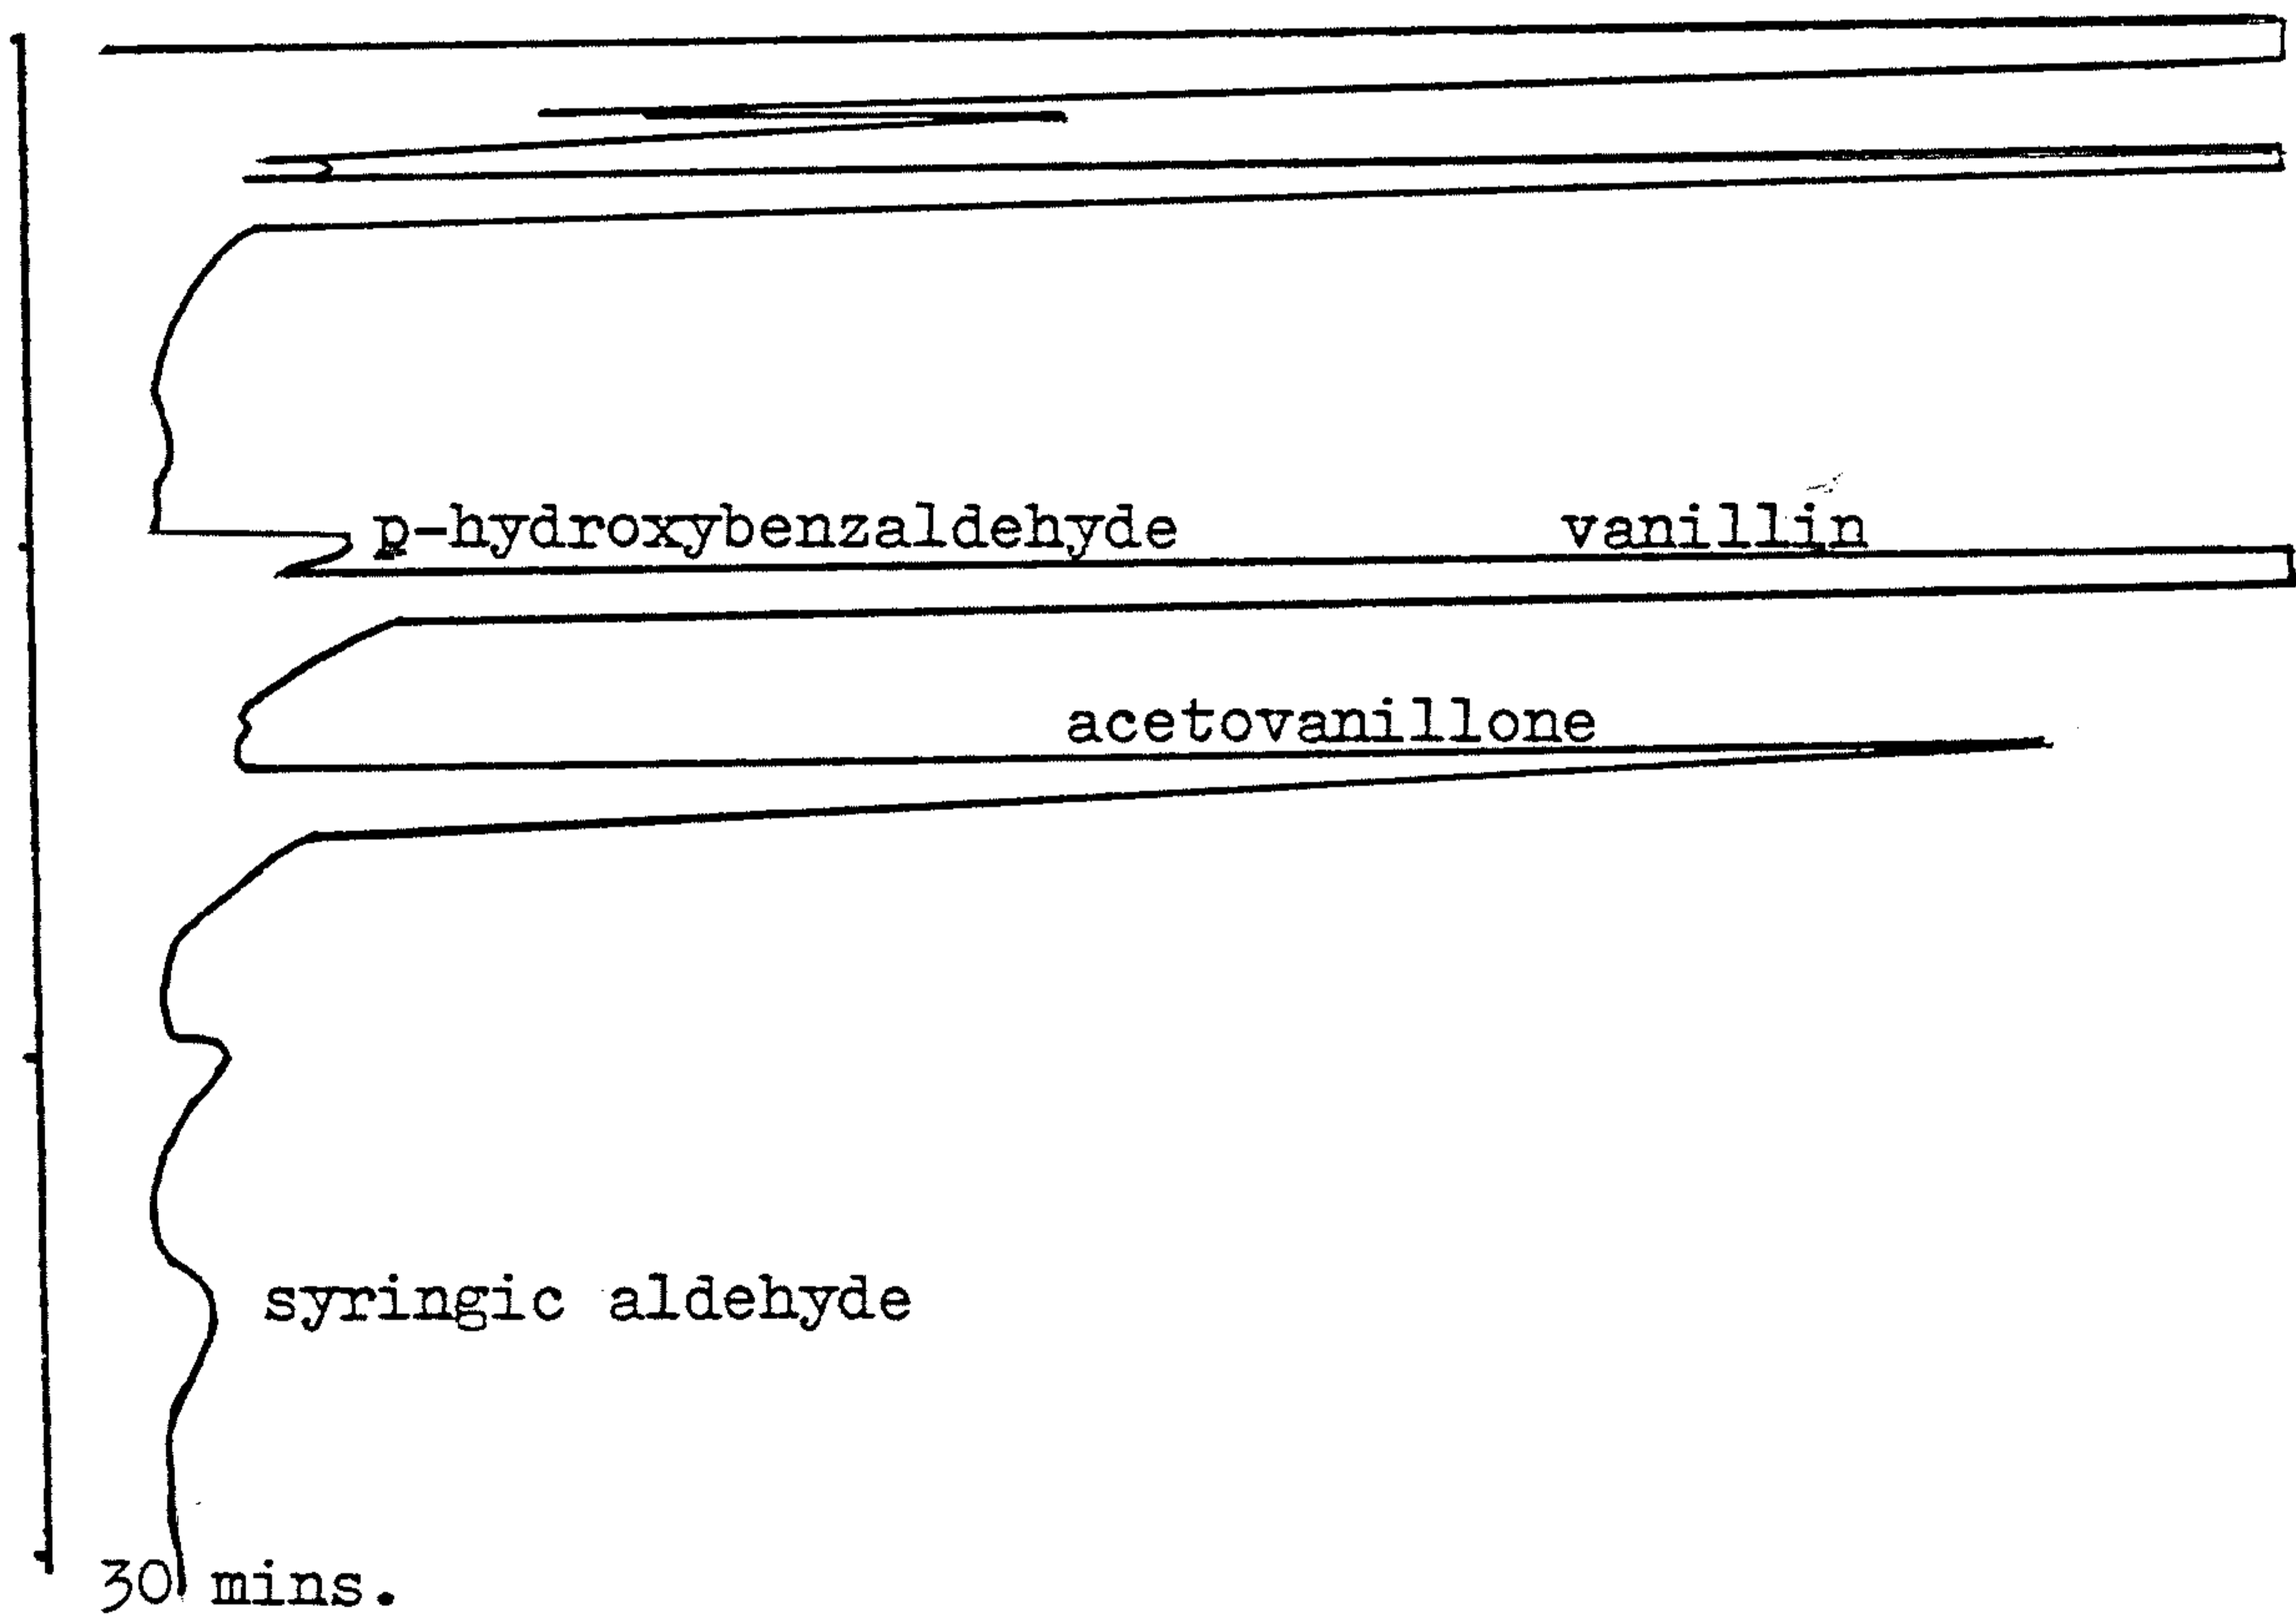 p-hydroxybenzaldehyde vanillin
acetovanillone
syringic aldehyde
30 mins.